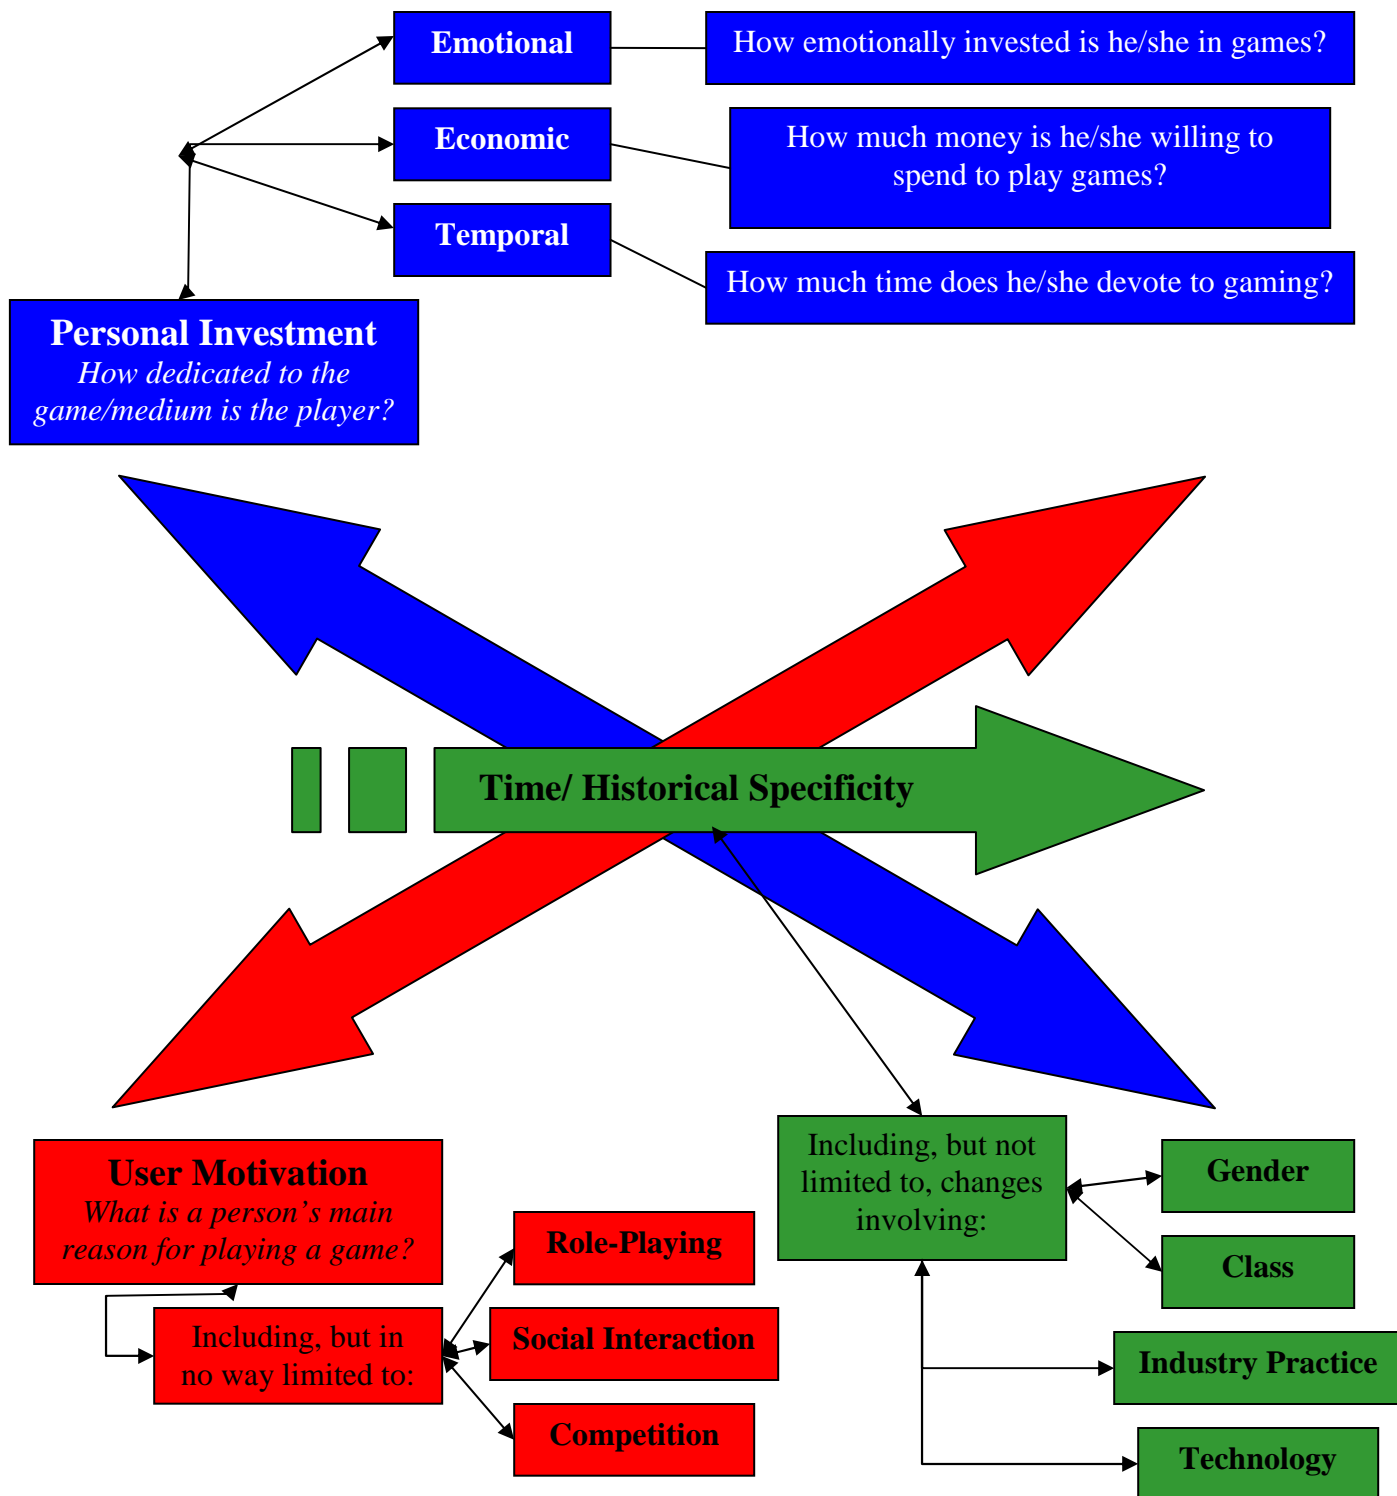 Emotional
How emotionally invested is he/she in games?
Economic
How much money is he/she willing to
spend to play games?
Temporal
How much time does he/she devote to gaming?
Personal Investment
How dedicated to the
game/medium is the player?
Time/ Historical Specificity
User Motivation
What is a person's main
reason for playing a game?
Including, but in
no way limited to:
Role-Playing
Social Interaction
Competition
Including, but not
limited to, changes
involving:
Gender
Class
Industry Practice
Technology